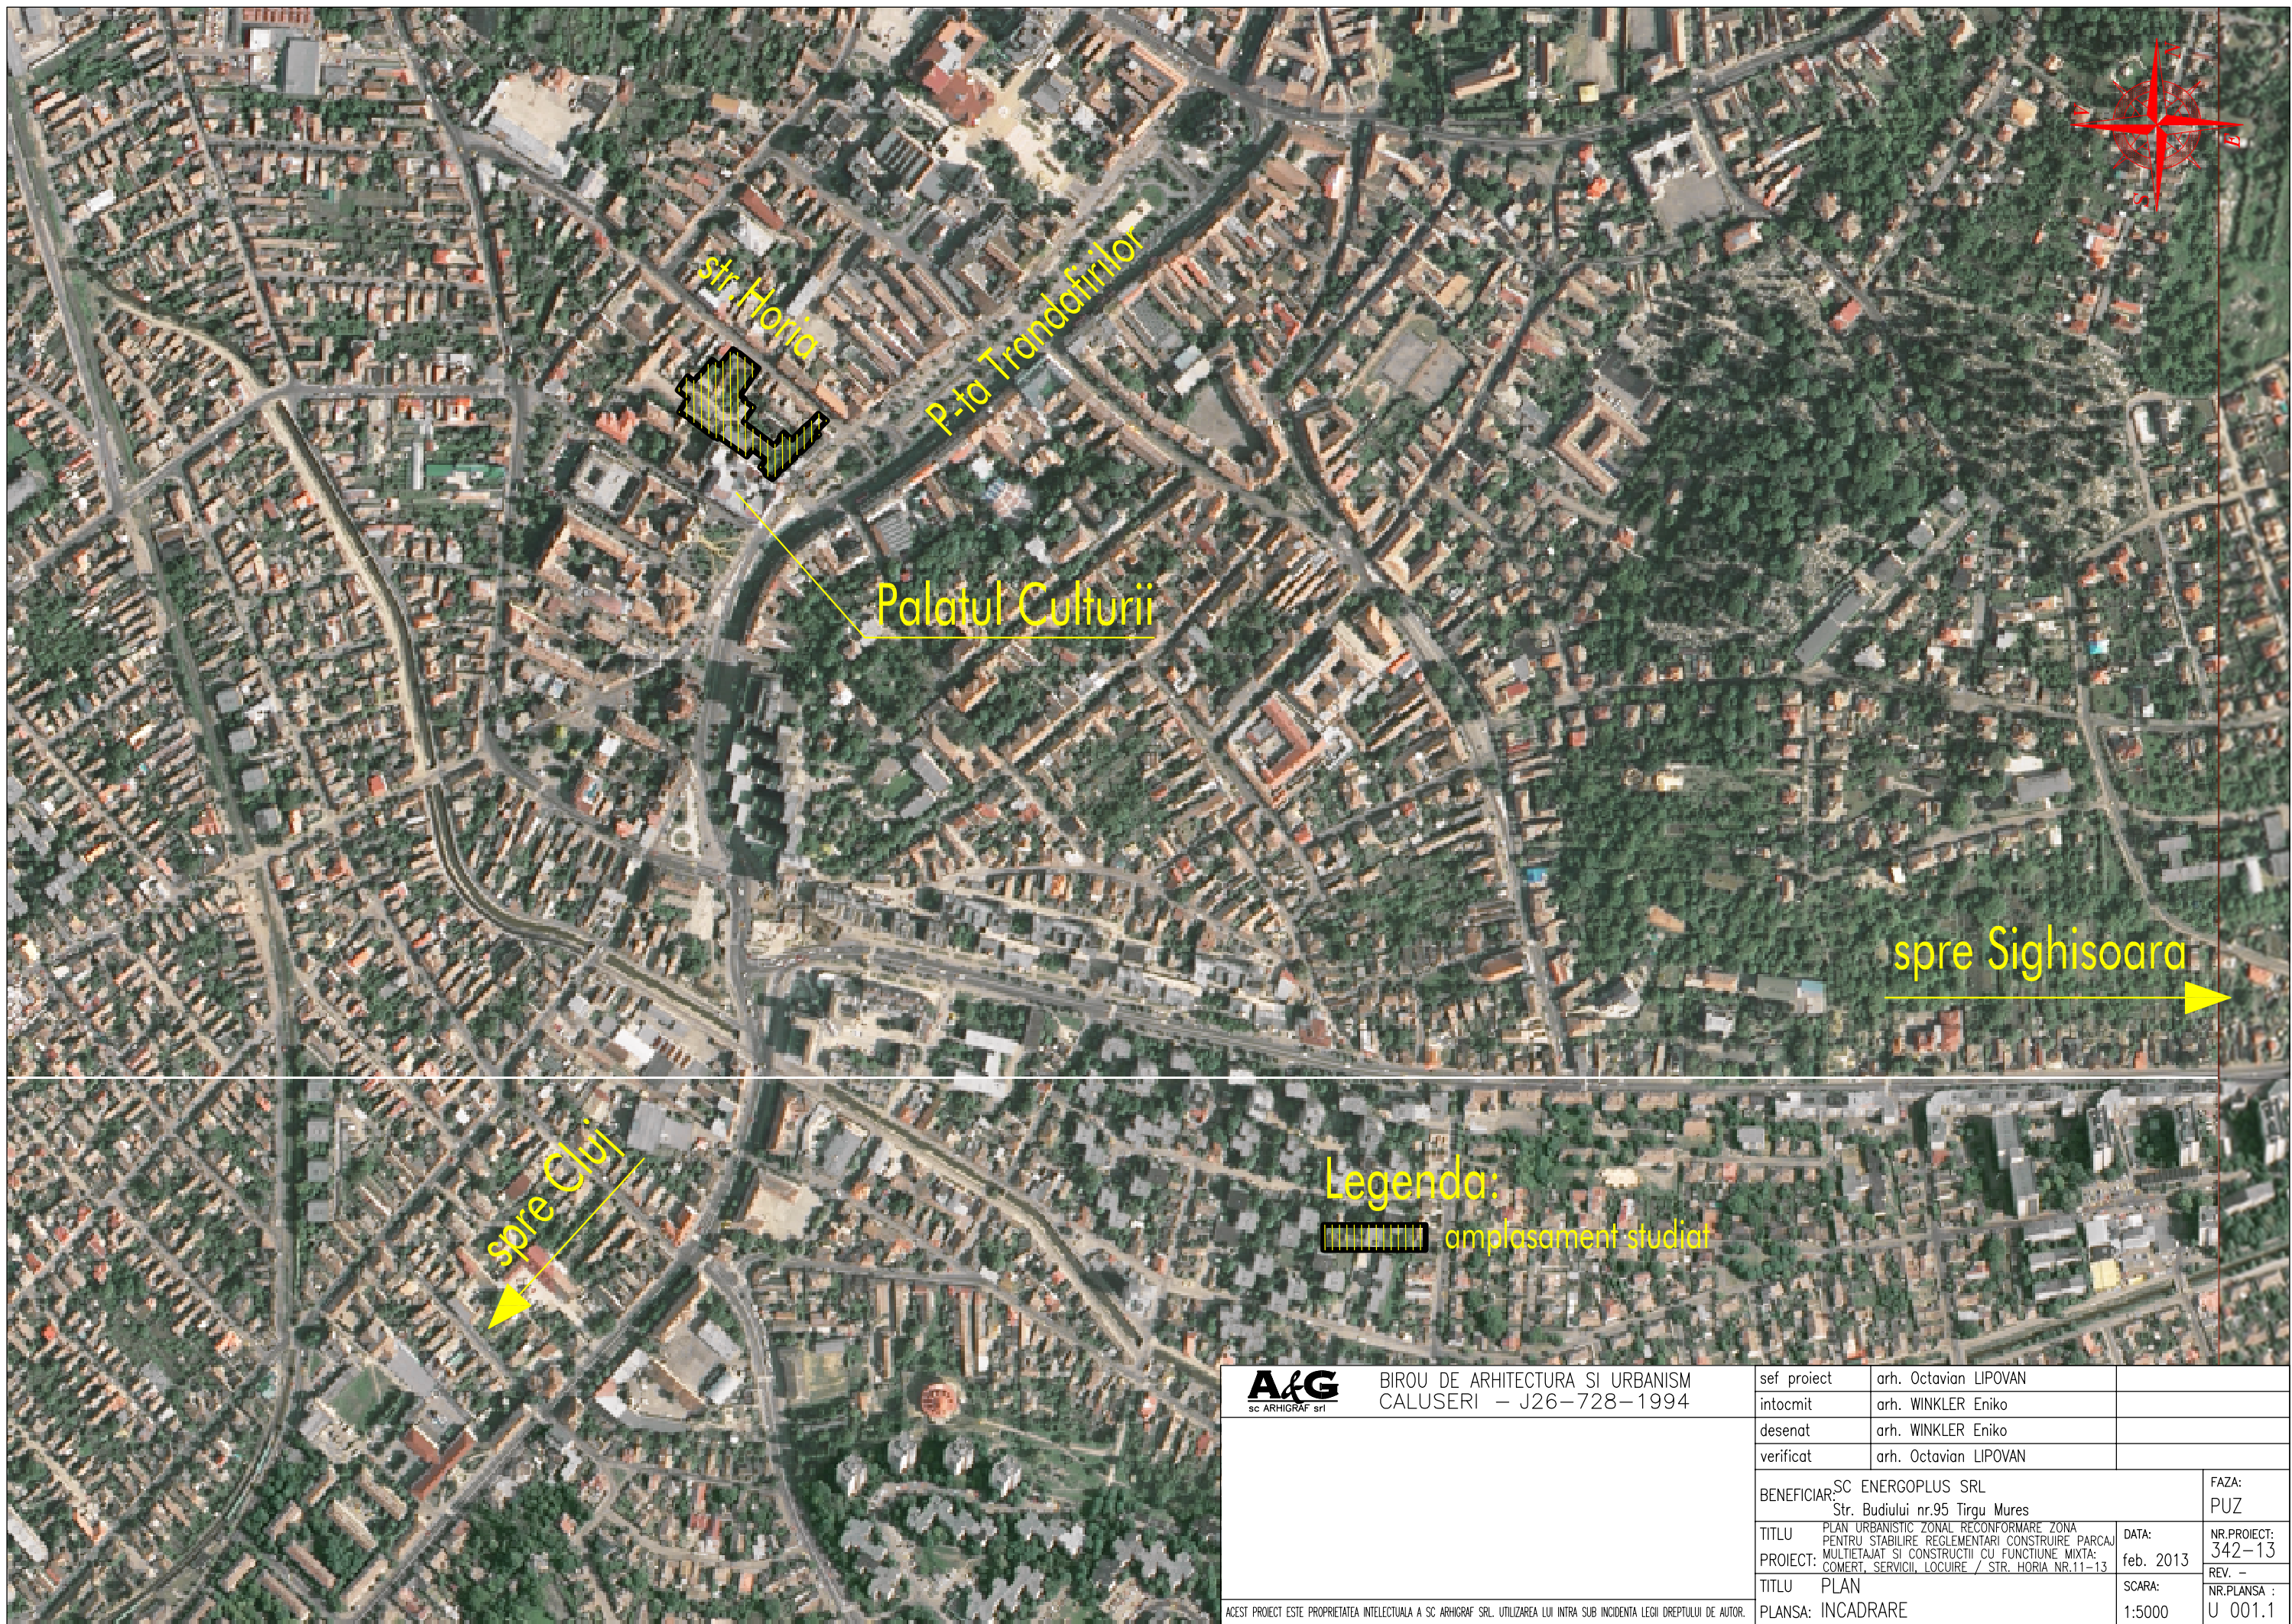 N
V
E
S
str. Horia
P-ta Trandafirilor
Palatul Culturii
spre Sighisoara
spre Cluj
Legenda:
amplasament studiat
A&G
sc ARHIGRAF srl
BIROU DE ARHITECTURA SI URBANISM
CALUSERI - J26-728-1994
sef proiect arh. Octavian LIPOVAN
intocmit arh. WINKLER Eniko
desenat arh. WINKLER Eniko
verificat arh. Octavian LIPOVAN
BENEFICIAR: SC ENERGOPLUS SRL
Str. Budiului nr.95 Tirgu Mures
FAZA:
PUZ
TITLU PROIECT:
PLAN URBANISTIC ZONAL RECONFORMARE ZONA
PENTRU STABILIRE REGLEMENTARI CONSTRUIRE PARCAJ
MULTIETAJAT SI CONSTRUCTII CU FUNCTIUNE MIXTA:
COMERT, SERVICII, LOCUIRE / STR. HORIA NR.11-13
DATA:
feb. 2013
NR.PROIECT:
342-13
REV. -
TITLU PLANSA:
PLAN
INCADRARE
SCARA:
1:5000
NR.PLANSA :
U 001.1
ACEST PROIECT ESTE PROPRIETATEA INTELECTUALA A SC ARHIGRAF SRL. UTILIZAREA LUI INTRA SUB INCIDENTA LEGII DREPTULUI DE AUTOR.